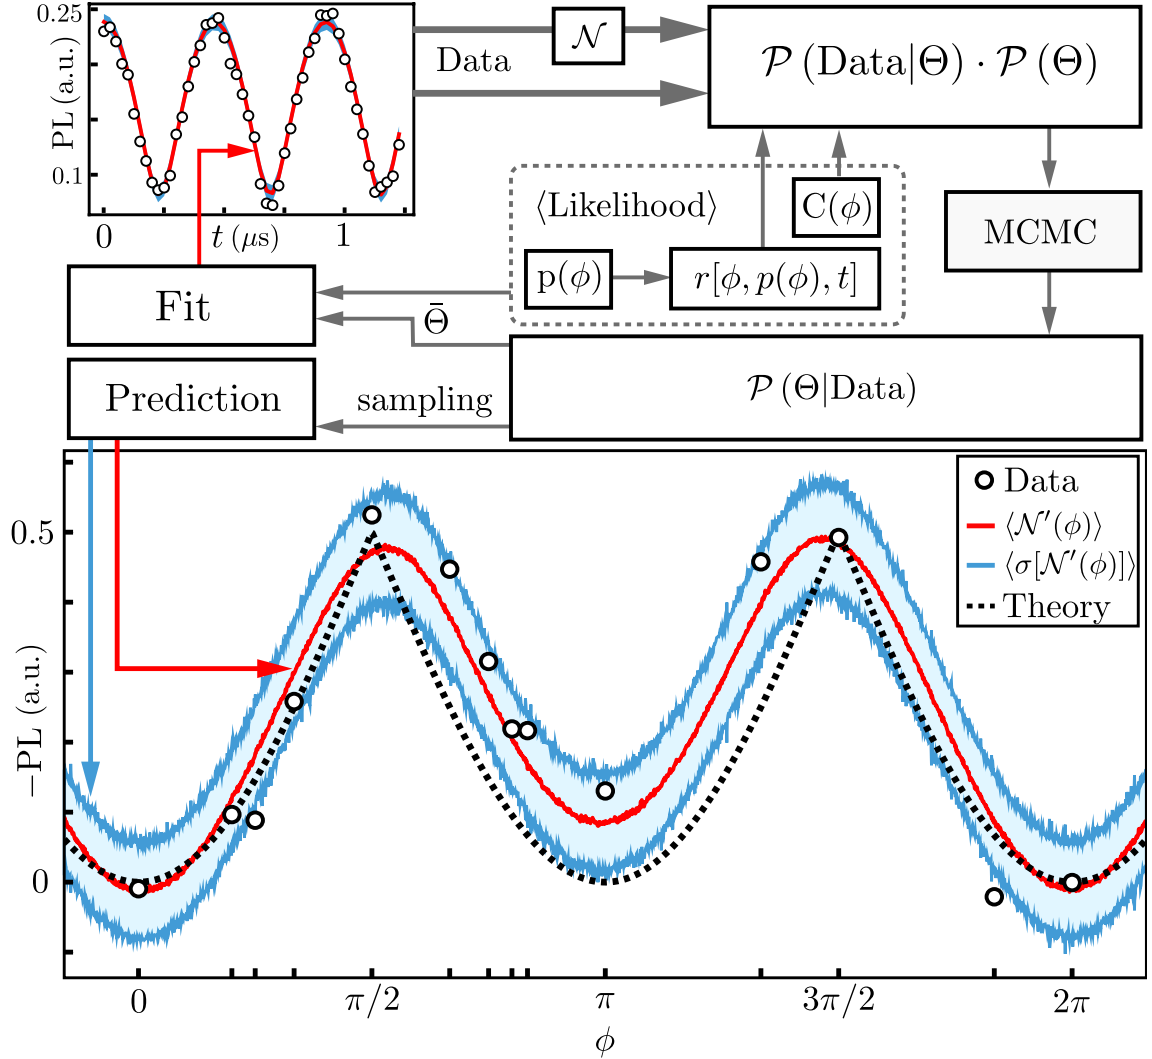 0.25
PL (a.u.)
0.1
0
t (μs)
1
Data
𝒩
𝒫 (Data|Θ) · 𝒫 (Θ)
⟨Likelihood⟩
C(ϕ)
p(ϕ)
r[ϕ, p(ϕ), t]
MCMC
Fit
Θ̄
Prediction
sampling
𝒫 (Θ|Data)
Data
⟨𝒩′(ϕ)⟩
⟨σ[𝒩′(ϕ)]⟩
Theory
0.5
−PL (a.u.)
0
0
π/2
π
3π/2
2π
ϕ